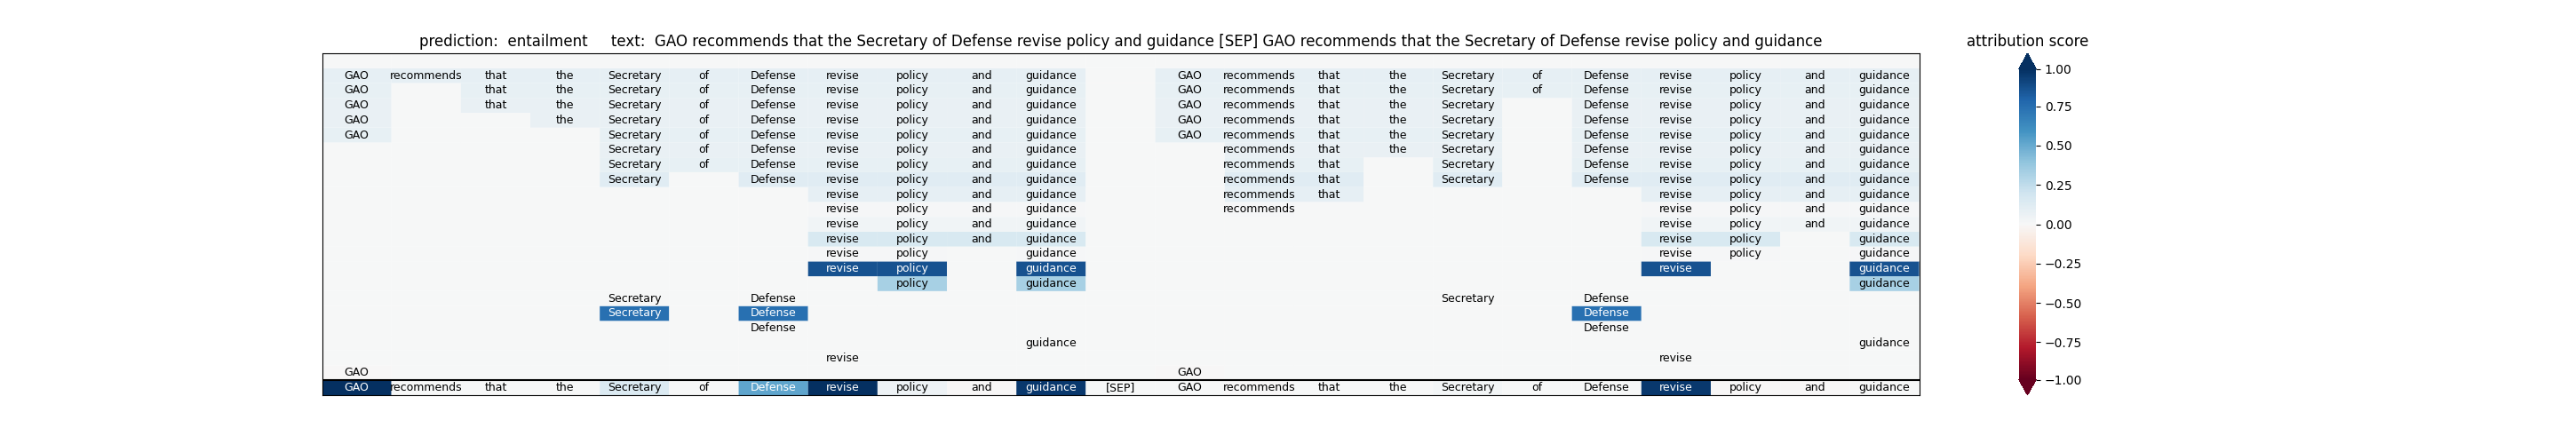 prediction: entailment text: GAO recommends that the Secretary of Defense revise policy and guidance [SEP] GAO recommends that the Secretary of Defense revise policy and guidance
attribution score
GAO recommends that the Secretary of Defense revise policy and guidance GAO recommends that the Secretary of Defense revise policy and guidance
GAO that the Secretary of Defense revise policy and guidance GAO recommends that the Secretary of Defense revise policy and guidance
GAO that the Secretary of Defense revise policy and guidance GAO recommends that the Secretary Defense revise policy and guidance
GAO the Secretary of Defense revise policy and guidance GAO recommends that the Secretary Defense revise policy and guidance
GAO Secretary of Defense revise policy and guidance GAO recommends that the Secretary Defense revise policy and guidance
Secretary of Defense revise policy and guidance recommends that the Secretary Defense revise policy and guidance
Secretary of Defense revise policy and guidance recommends that Secretary Defense revise policy and guidance
Secretary Defense revise policy and guidance recommends that Secretary Defense revise policy and guidance
revise policy and guidance recommends that revise policy and guidance
revise policy and guidance recommends revise policy and guidance
revise policy and guidance revise policy and guidance
revise policy and guidance revise policy guidance
revise policy guidance revise policy guidance
revise policy guidance revise guidance
policy guidance guidance
Secretary Defense Secretary Defense
Secretary Defense Defense
Defense Defense
guidance guidance
revise revise
GAO GAO
GAO recommends that the Secretary of Defense revise policy and guidance [SEP] GAO recommends that the Secretary of Defense revise policy and guidance
1.00
0.75
0.50
0.25
0.00
−0.25
−0.50
−0.75
−1.00